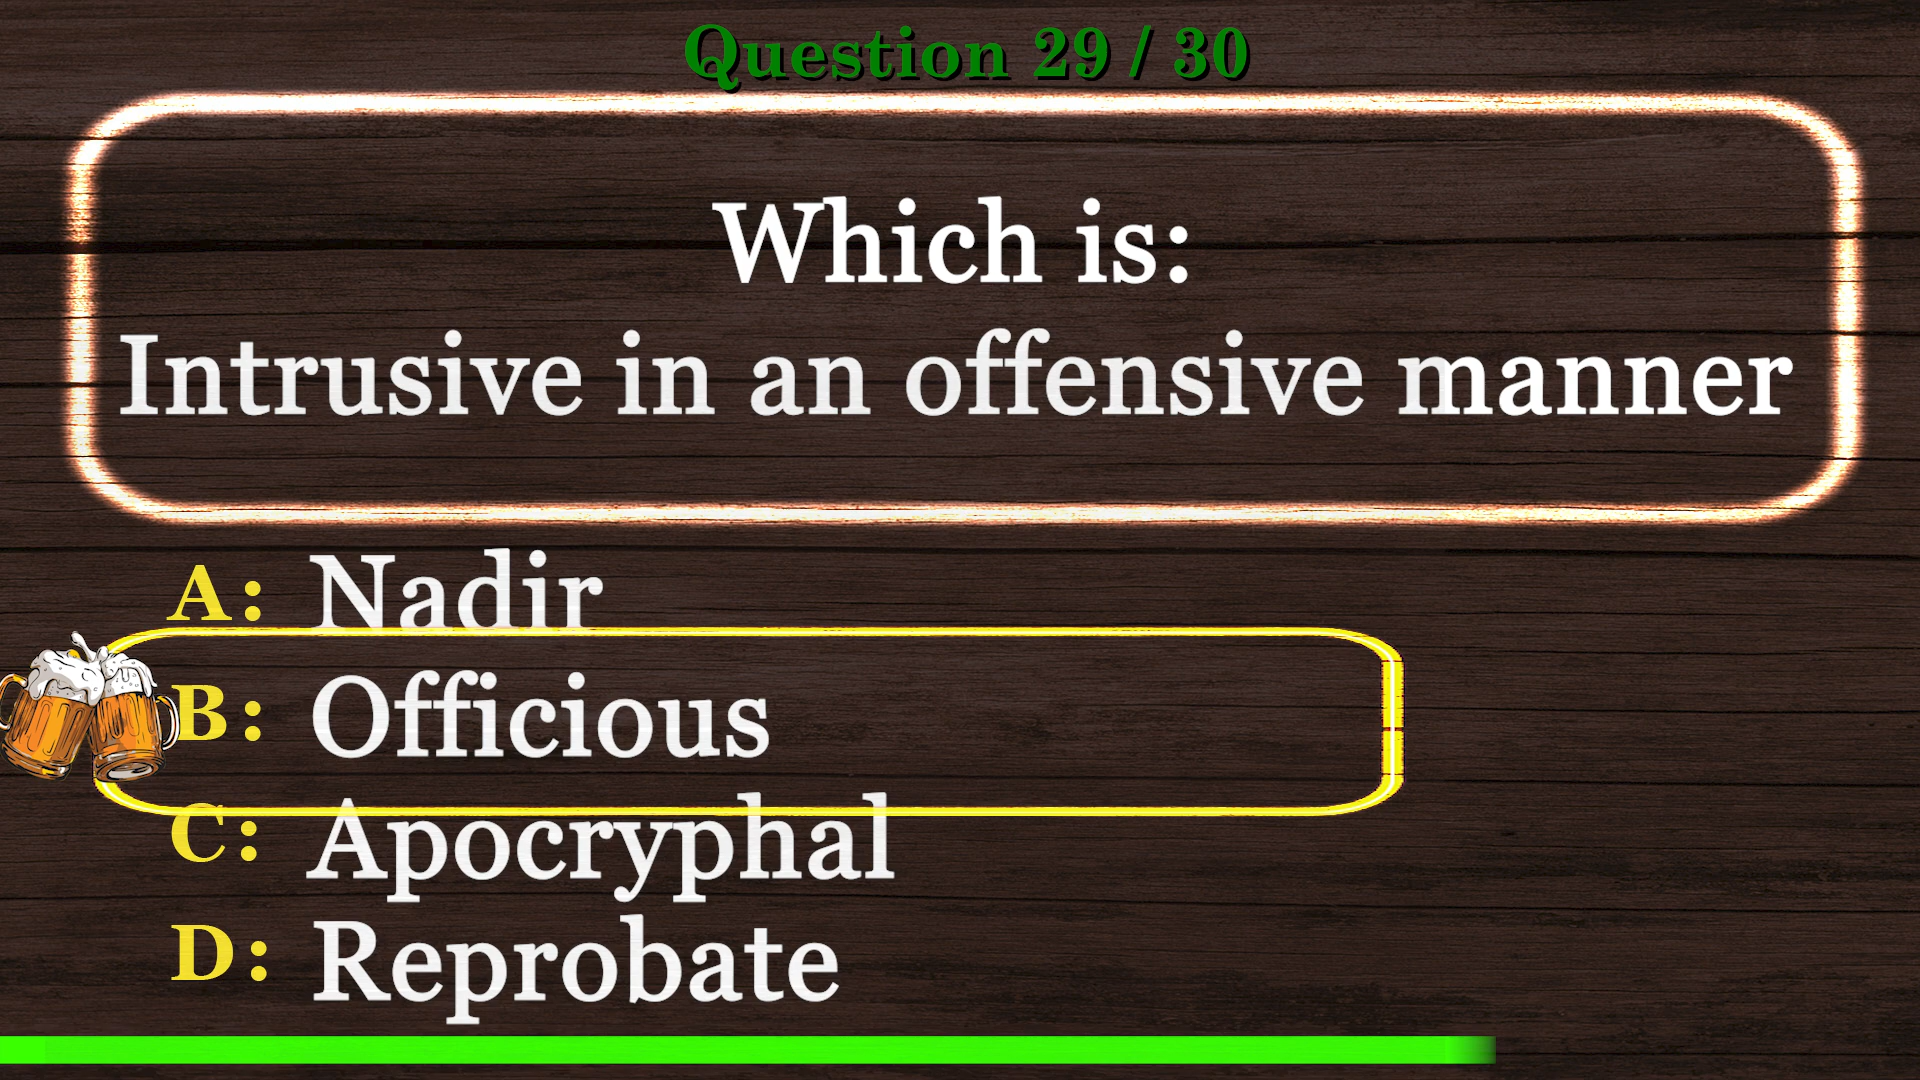 Question 29 / 30
Which is:
Intrusive in an offensive manner
A: Nadir
B: Officious
C: Apocryphal
D: Reprobate